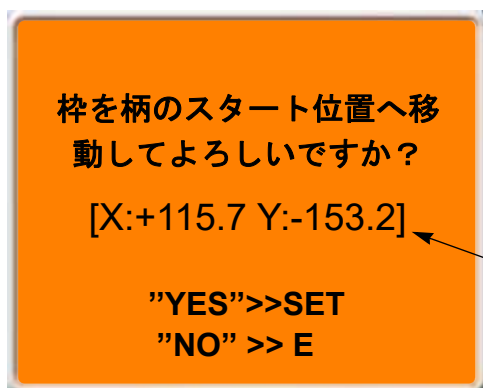 枠を柄のスタート位置へ移
動してよろしいですか？
[X:+115.7 Y:-153.2]
”YES”>>SET
”NO” >> E